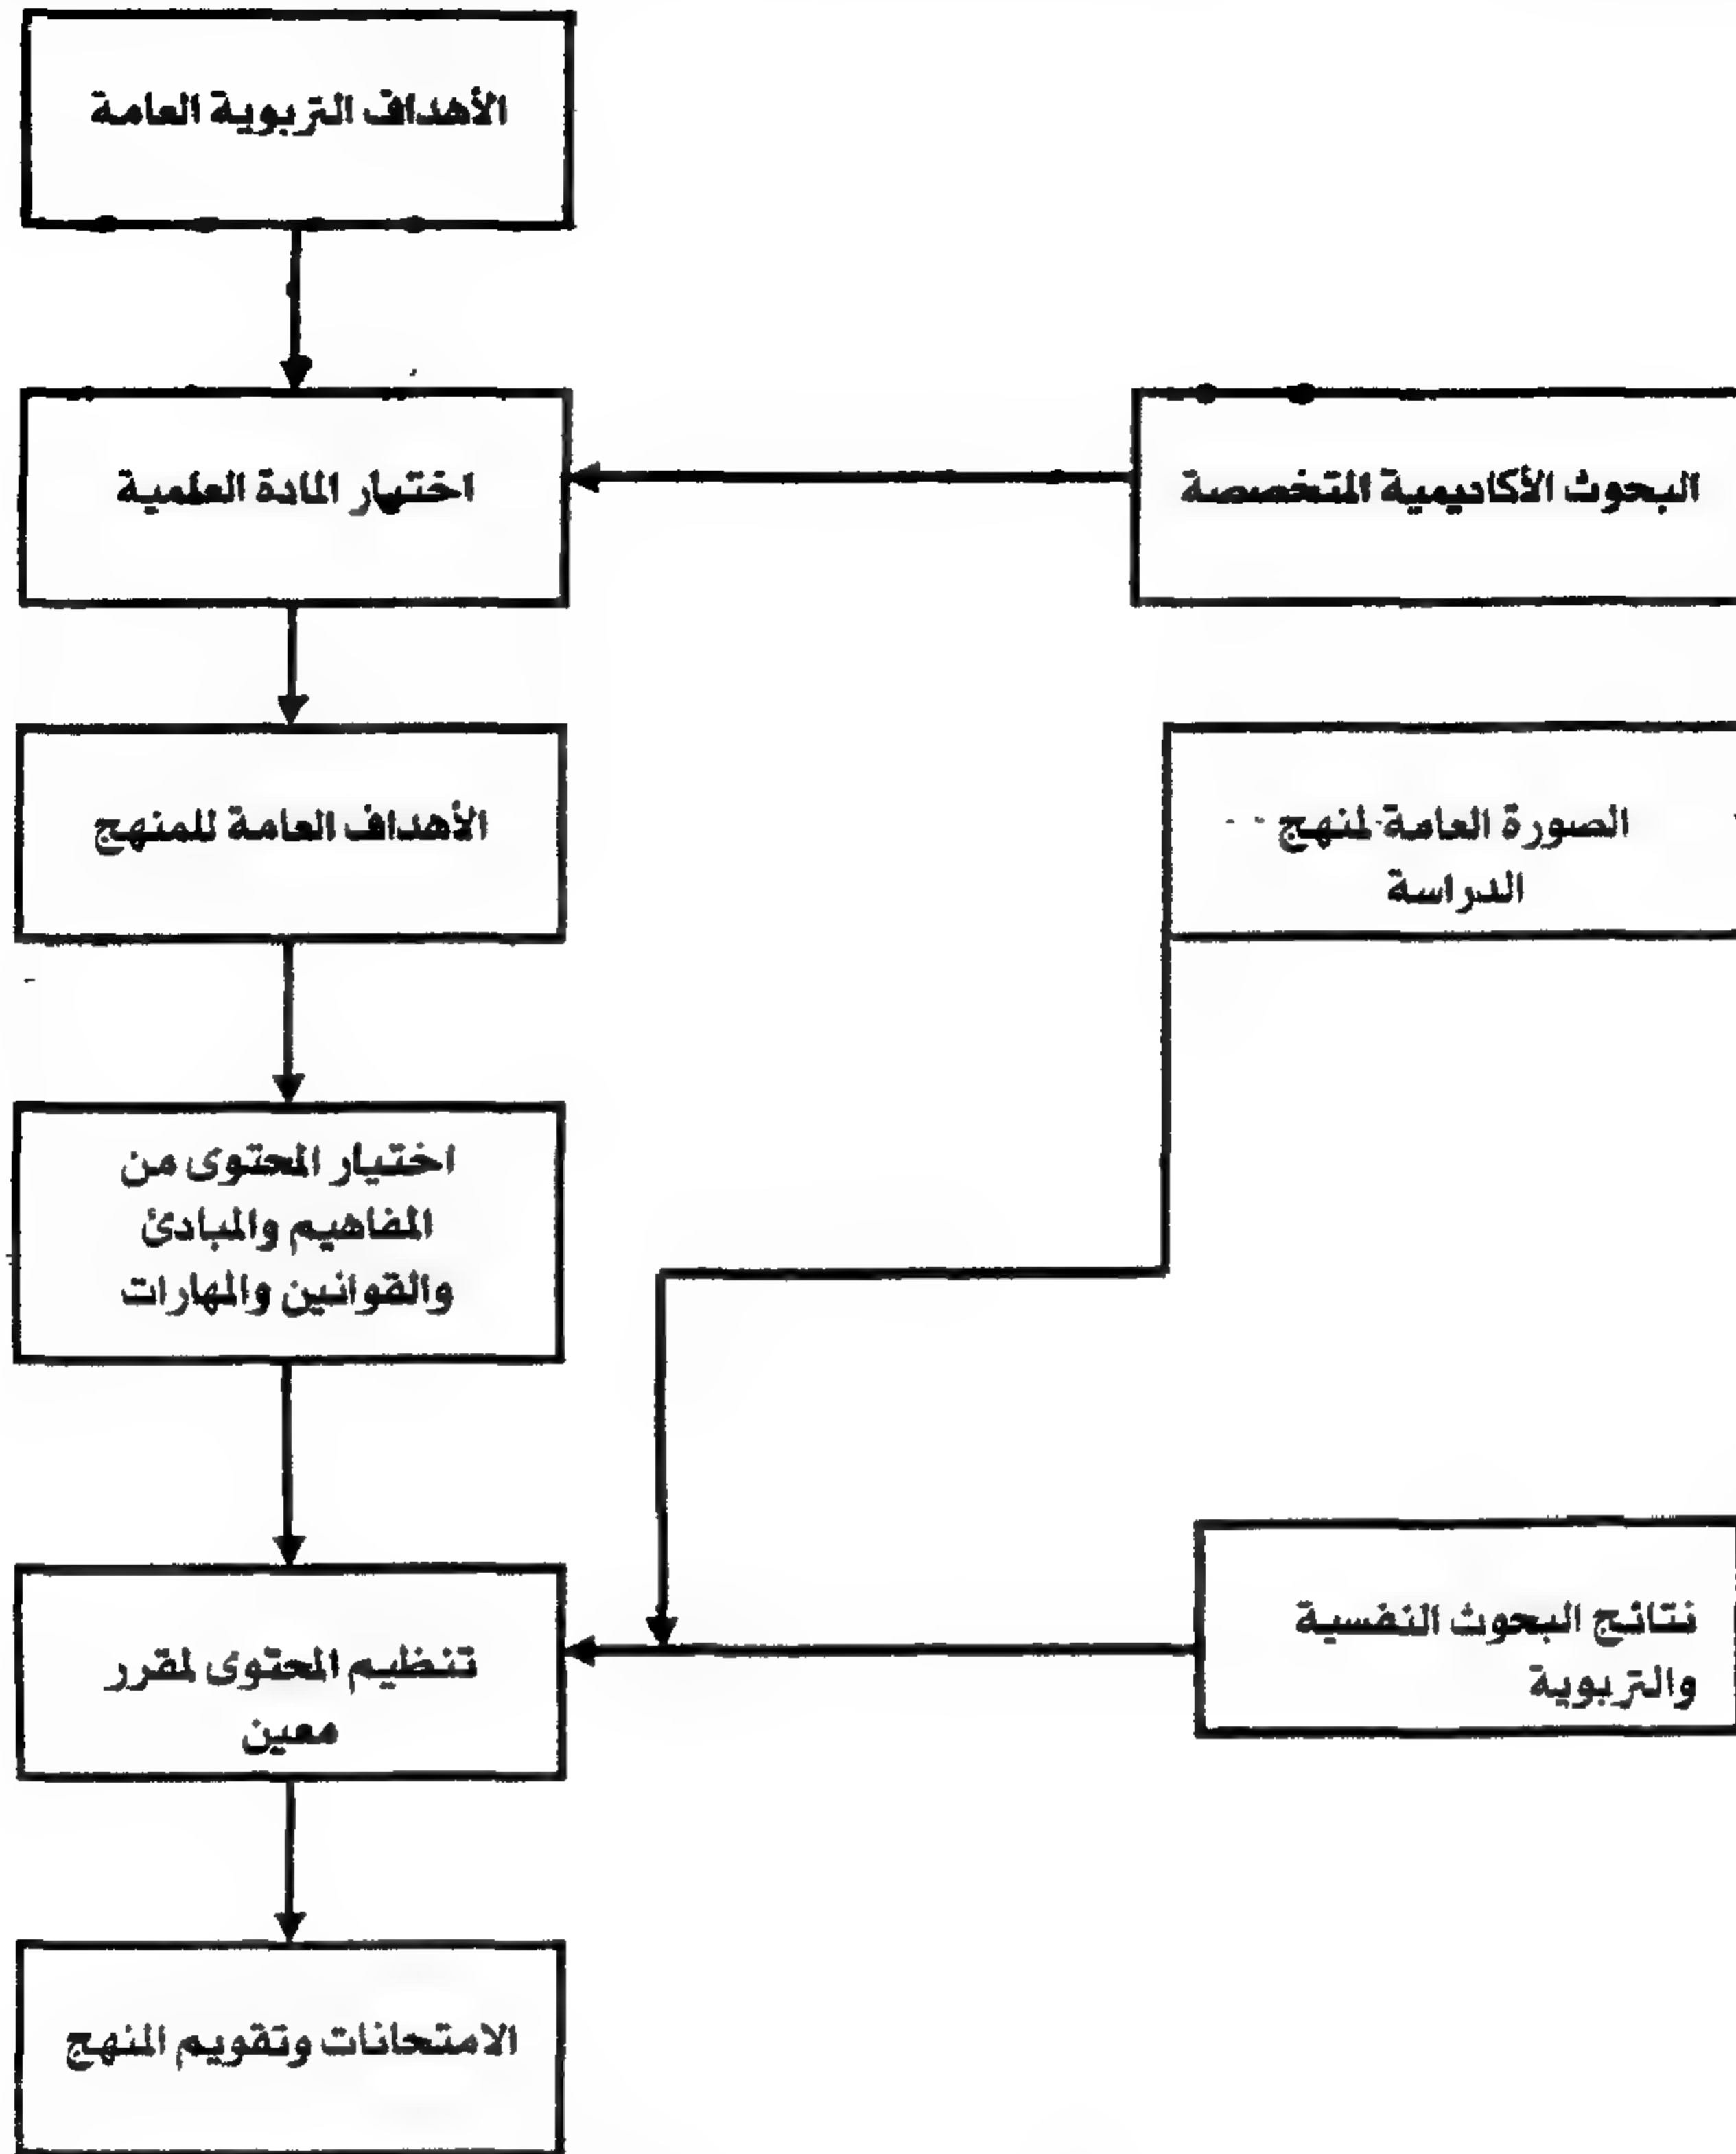 الأهداف التربوية العامة
اختيار المادة العلمية
البحوث الأكاديمية المتخصصة
الأهداف العامة للمنهج
الصورة العامة لمنهج
الدراسة
اختيار المحتوى من
المفاهيم والمبادئ
والقوانين والمهارات
تنظيم المحتوى لمقرر
معين
نتائج البحوث النفسية
والتربوية
الامتحانات وتقويم المنهج